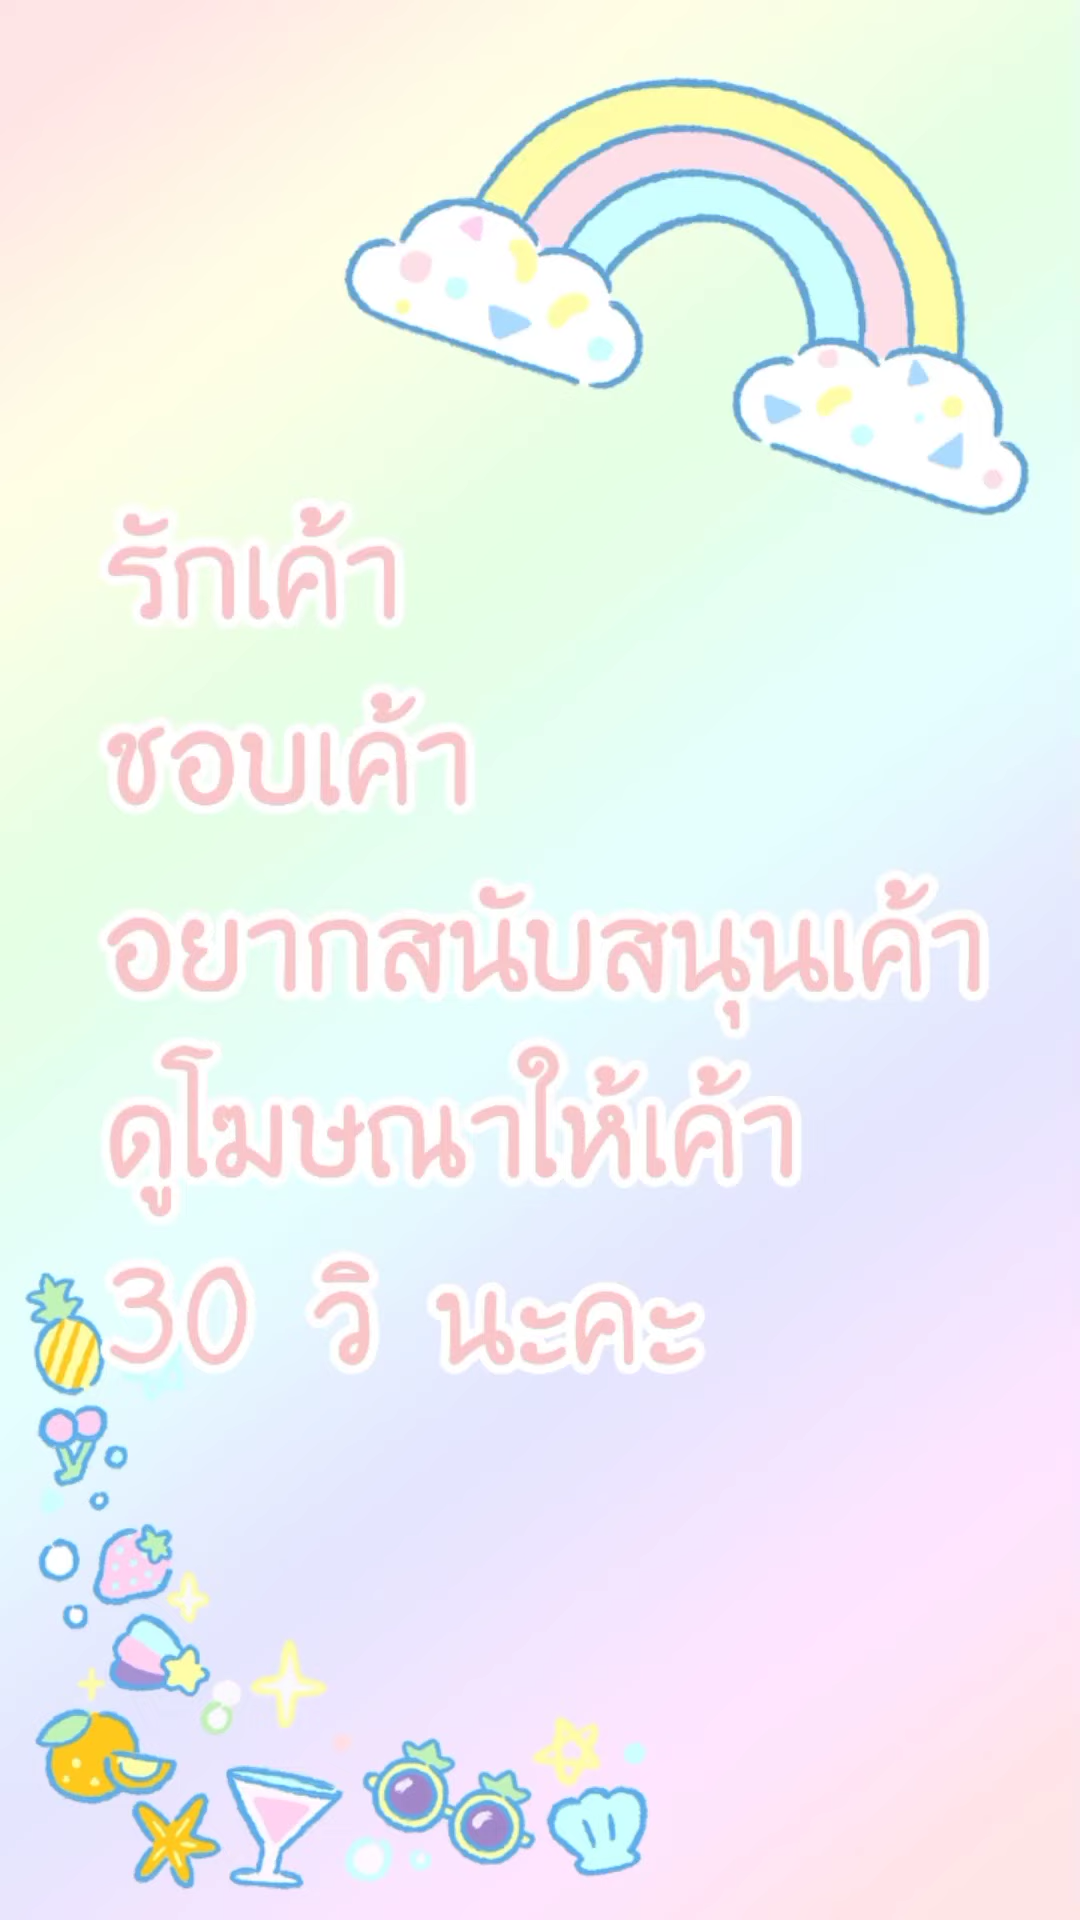 รักเค้า
ชอบเค้า
อยากสนับสนุนเค้า
ดูโฆษณาให้เค้า
30 วิ นะคะ